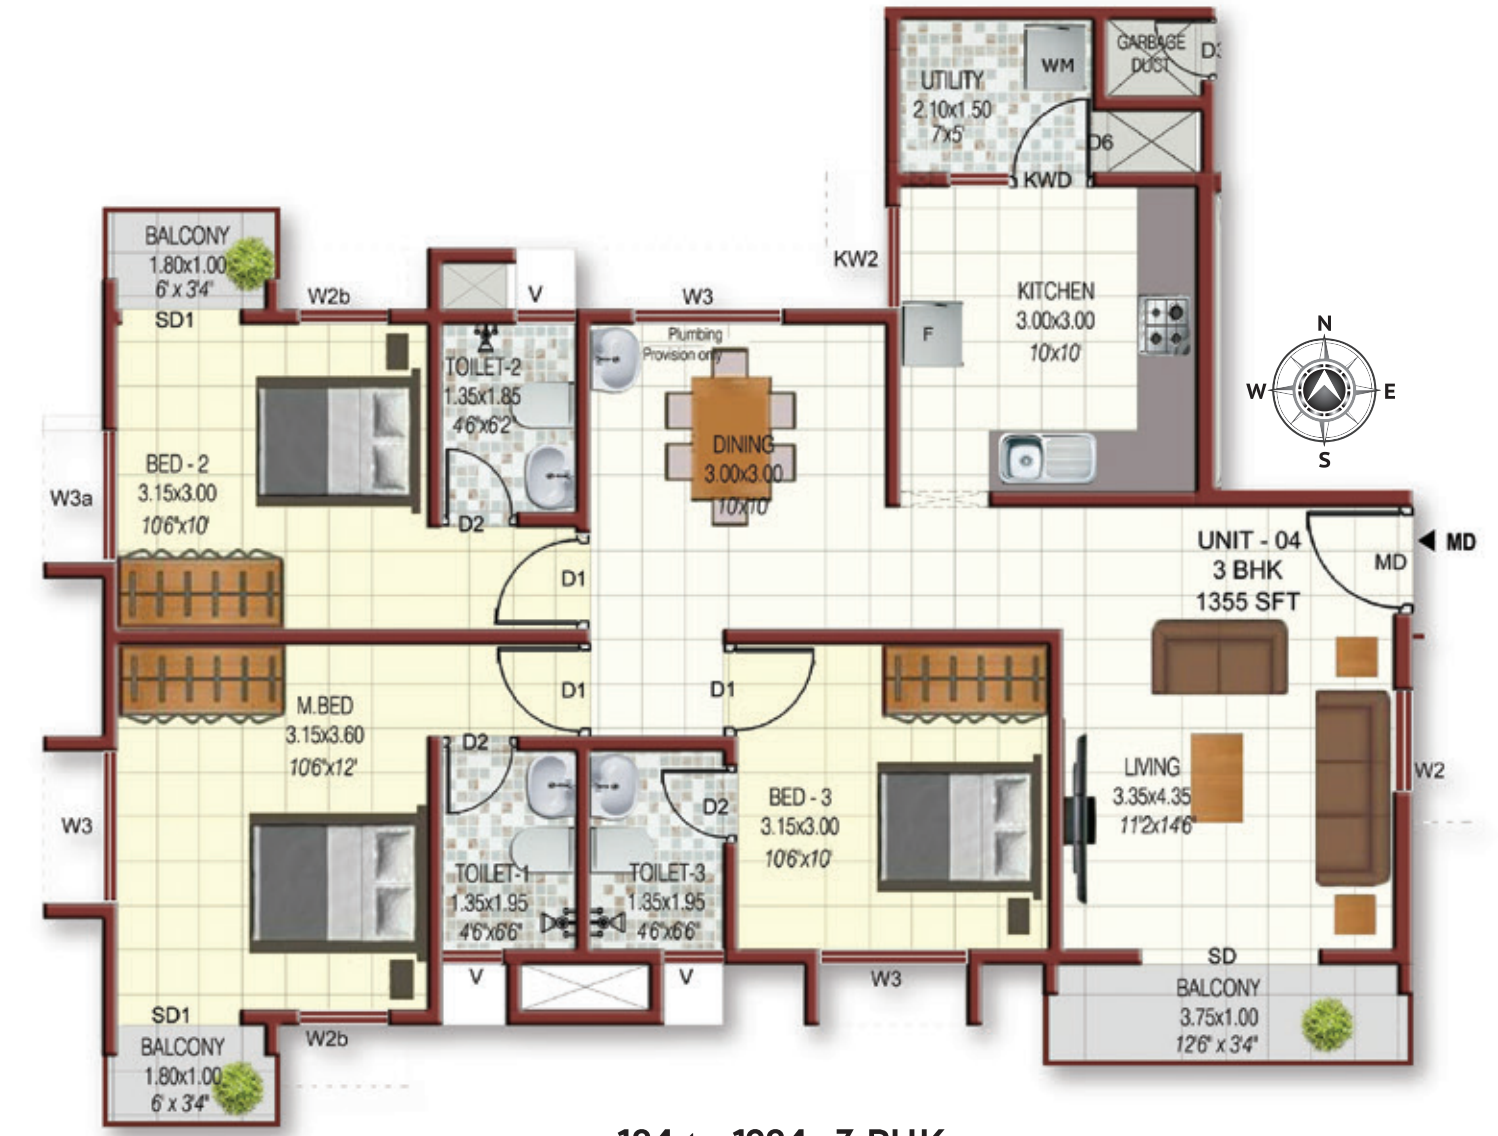 GARBAGE
DUCT
D3
WM
UTILITY
2.10x1.50
7'x5'
D6
KWD
BALCONY
1.80x1.00
6' x 3'4"
SD1
W2b
V
W3
KW2
KITCHEN
3.00x3.00
10'x10'
F
Plumbing
Provision only
TOILET-2
1.35x1.85
4'6"x6'2"
D2
N
W
E
S
BED - 2
3.15x3.00
10'6"x10'
W3a
DINING
3.00x3.00
10'x10'
D1
UNIT - 04
3 BHK
1355 SFT
MD
MD
M.BED
3.15x3.60
10'6"x12'
D1
D1
D2
W3
TOILET-1
1.35x1.95
4'6"x6'6"
TOILET-3
1.35x1.95
4'6"x6'6"
D2
BED - 3
3.15x3.00
10'6"x10'
LIVING
3.35x4.35
11'2"x14'6"
W2
V
V
W3
SD
SD1
W2b
BALCONY
1.80x1.00
6' x 3'4"
BALCONY
3.75x1.00
12'6" x 3'4"